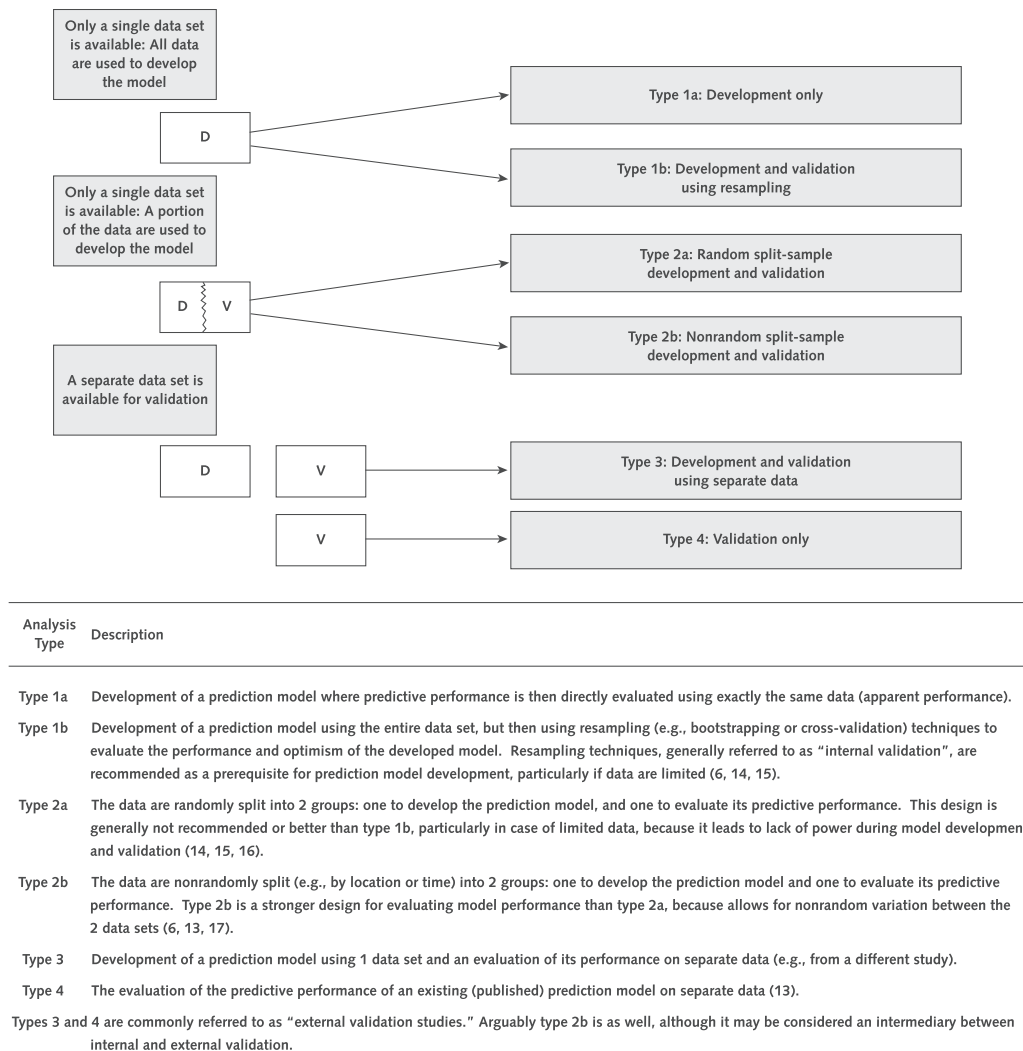 Only a single data set
is available: All data
are used to develop
the model
Type 1a: Development only
D
Type 1b: Development and validation
using resampling
Only a single data set
is available: A portion
of the data are used to
develop the model
Type 2a: Random split-sample
development and validation
D V
Type 2b: Nonrandom split-sample
development and validation
A separate data set is
available for validation
D
V
Type 3: Development and validation
using separate data
V
Type 4: Validation only
Analysis
Type
Description
Type 1a Development of a prediction model where predictive performance is then directly evaluated using exactly the same data (apparent performance).
Type 1b Development of a prediction model using the entire data set, but then using resampling (e.g., bootstrapping or cross-validation) techniques to
evaluate the performance and optimism of the developed model. Resampling techniques, generally referred to as “internal validation”, are
recommended as a prerequisite for prediction model development, particularly if data are limited (6, 14, 15).
Type 2a The data are randomly split into 2 groups: one to develop the prediction model, and one to evaluate its predictive performance. This design is
generally not recommended or better than type 1b, particularly in case of limited data, because it leads to lack of power during model developmen
and validation (14, 15, 16).
Type 2b The data are nonrandomly split (e.g., by location or time) into 2 groups: one to develop the prediction model and one to evaluate its predictive
performance. Type 2b is a stronger design for evaluating model performance than type 2a, because allows for nonrandom variation between the
2 data sets (6, 13, 17).
Type 3 Development of a prediction model using 1 data set and an evaluation of its performance on separate data (e.g., from a different study).
Type 4 The evaluation of the predictive performance of an existing (published) prediction model on separate data (13).
Types 3 and 4 are commonly referred to as “external validation studies.” Arguably type 2b is as well, although it may be considered an intermediary between
internal and external validation.